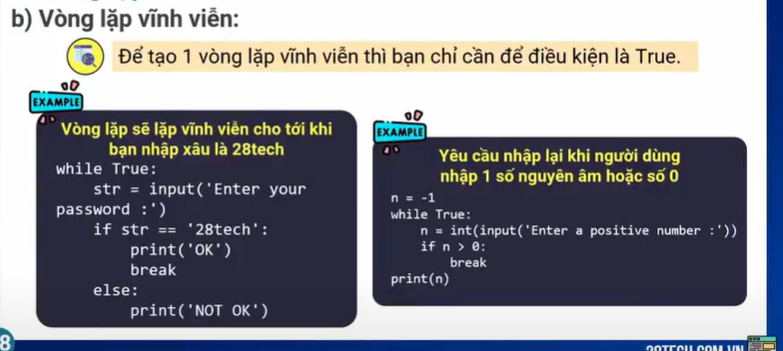 b) Vòng lặp vĩnh viễn:
Để tạo 1 vòng lặp vĩnh viễn thì bạn chỉ cần để điều kiện là True.
EXAMPLE
Vòng lặp sẽ lặp vĩnh viễn cho tới khi
bạn nhập xâu là 28tech
while True:
    str = input('Enter your
password :')
    if str == '28tech':
        print('OK')
        break
    else:
        print('NOT OK')
EXAMPLE
Yêu cầu nhập lại khi người dùng
nhập 1 số nguyên âm hoặc số 0
n = -1
while True:
    n = int(input('Enter a positive number :'))
    if n > 0:
        break
print(n)
8
28TECH.COM.VN